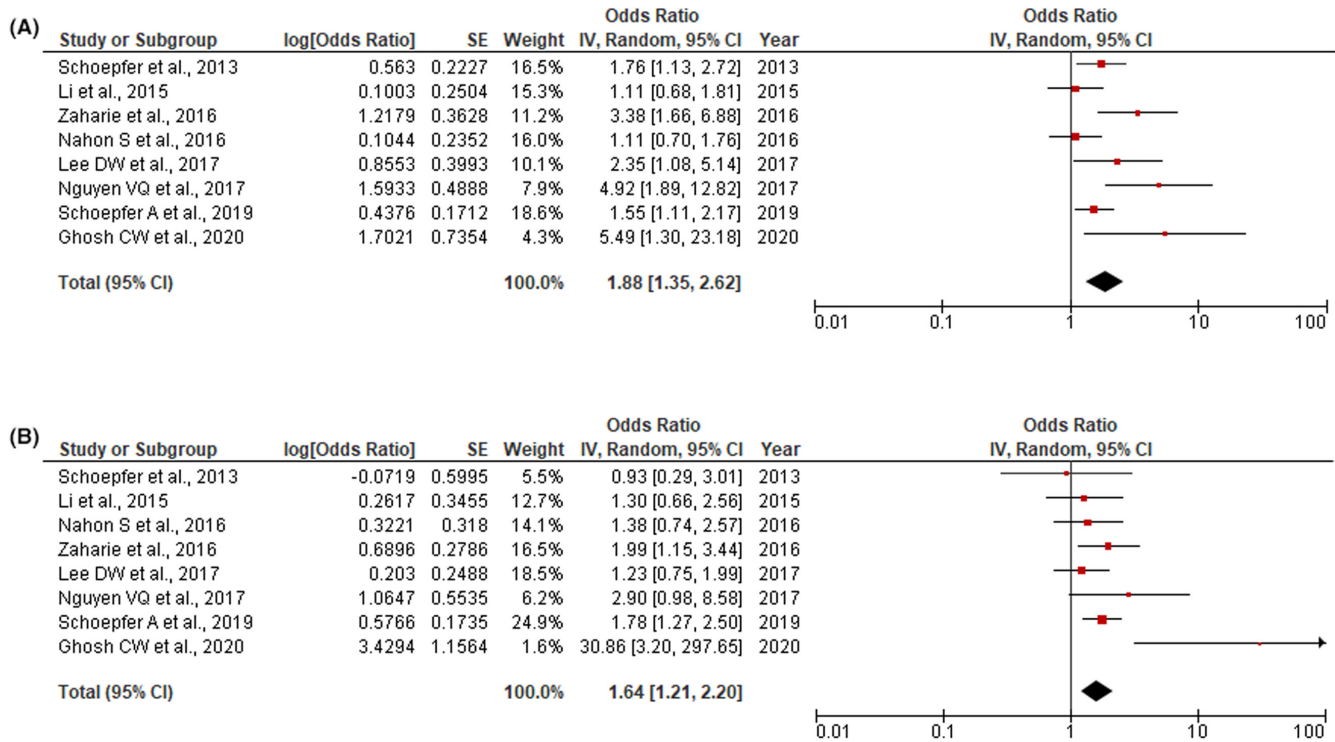 (A)
Odds Ratio Odds Ratio
Study or Subgroup log[Odds Ratio] SE Weight IV, Random, 95% CI Year IV, Random, 95% CI
Schoepfer et al., 2013 0.563 0.2227 16.5% 1.76 [1.13, 2.72] 2013
Li et al., 2015 0.1003 0.2504 15.3% 1.11 [0.68, 1.81] 2015
Zaharie et al., 2016 1.2179 0.3628 11.2% 3.38 [1.66, 6.88] 2016
Nahon S et al., 2016 0.1044 0.2352 16.0% 1.11 [0.70, 1.76] 2016
Lee DW et al., 2017 0.8553 0.3993 10.1% 2.35 [1.08, 5.14] 2017
Nguyen VQ et al., 2017 1.5933 0.4888 7.9% 4.92 [1.89, 12.82] 2017
Schoepfer A et al., 2019 0.4376 0.1712 18.6% 1.55 [1.11, 2.17] 2019
Ghosh CW et al., 2020 1.7021 0.7354 4.3% 5.49 [1.30, 23.18] 2020
Total (95% CI) 100.0% 1.88 [1.35, 2.62]
0.01 0.1 1 10 100
(B)
Odds Ratio Odds Ratio
Study or Subgroup log[Odds Ratio] SE Weight IV, Random, 95% CI Year IV, Random, 95% CI
Schoepfer et al., 2013 -0.0719 0.5995 5.5% 0.93 [0.29, 3.01] 2013
Li et al., 2015 0.2617 0.3455 12.7% 1.30 [0.66, 2.56] 2015
Nahon S et al., 2016 0.3221 0.318 14.1% 1.38 [0.74, 2.57] 2016
Zaharie et al., 2016 0.6896 0.2786 16.5% 1.99 [1.15, 3.44] 2016
Lee DW et al., 2017 0.203 0.2488 18.5% 1.23 [0.75, 1.99] 2017
Nguyen VQ et al., 2017 1.0647 0.5535 6.2% 2.90 [0.98, 8.58] 2017
Schoepfer A et al., 2019 0.5766 0.1735 24.9% 1.78 [1.27, 2.50] 2019
Ghosh CW et al., 2020 3.4294 1.1564 1.6% 30.86 [3.20, 297.65] 2020
Total (95% CI) 100.0% 1.64 [1.21, 2.20]
0.01 0.1 1 10 100